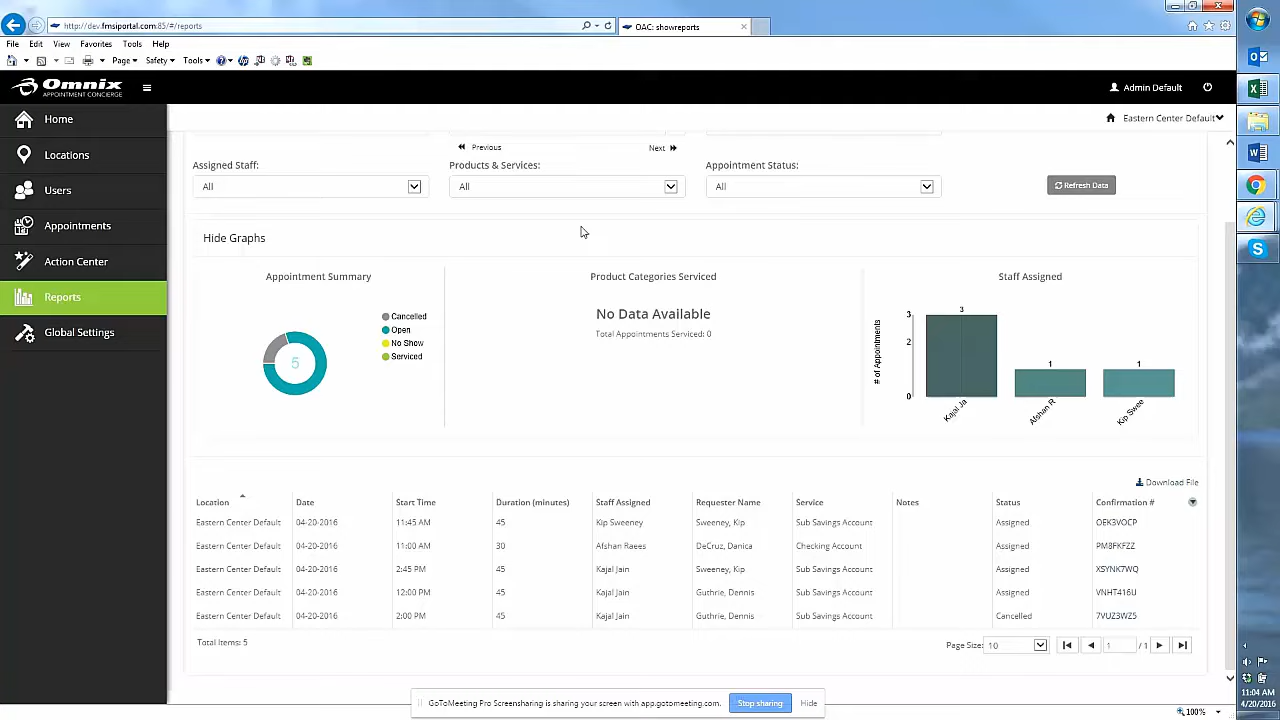 http://dev.fmsiportal.com:85/#/reports
OAC: showreports
File Edit View Favorites Tools Help
Page Safety Tools
Omnix
APPOINTMENT CONCIERGE
Admin Default
Eastern Center Default
Home
Locations
Users
Appointments
Action Center
Reports
Global Settings
Previous Next
Assigned Staff: Products & Services: Appointment Status:
All All All Refresh Data
Hide Graphs
Appointment Summary
5
Cancelled
Open
No Show
Serviced
Product Categories Serviced
No Data Available
Total Appointments Serviced: 0
Staff Assigned
# of Appointments
3
2
0
3 1 1
Kajal Ja Afshan R Kip Swee
Download File
Location Date Start Time Duration (minutes) Staff Assigned Requester Name Service Notes Status Confirmation #
Eastern Center Default 04-20-2016 11:45 AM 45 Kip Sweeney Sweeney, Kip Sub Savings Account Assigned OEK3VOCP
Eastern Center Default 04-20-2016 11:00 AM 30 Afshan Raees DeCruz, Danica Checking Account Assigned PM8FKFZZ
Eastern Center Default 04-20-2016 2:45 PM 45 Kajal Jain Sweeney, Kip Sub Savings Account Assigned XSYNK7WQ
Eastern Center Default 04-20-2016 12:00 PM 45 Kajal Jain Guthrie, Dennis Sub Savings Account Assigned VNHT416U
Eastern Center Default 04-20-2016 2:00 PM 45 Kajal Jain Guthrie, Dennis Sub Savings Account Cancelled 7VUZ3WZ5
Total Items: 5
Page Size: 10 1 / 1
GoToMeeting Pro Screensharing is sharing your screen with app.gotomeeting.com. Stop sharing Hide
100%
11:04 AM
4/20/2016